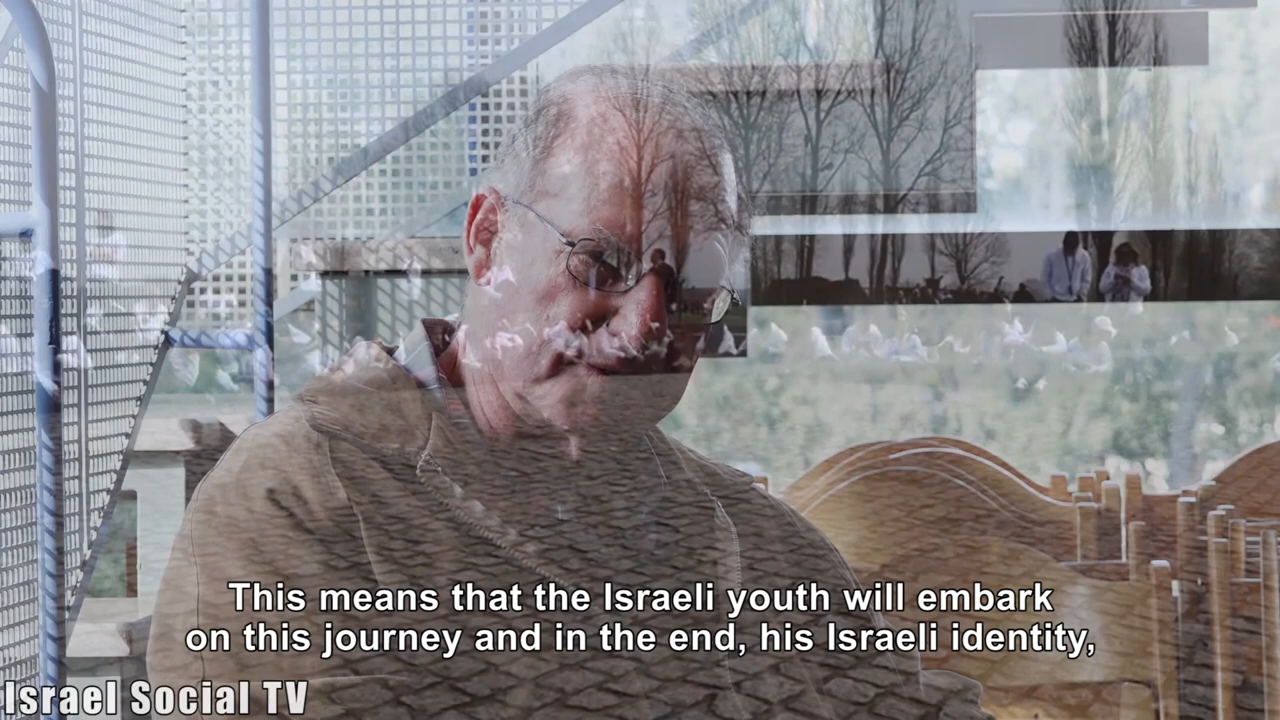 This means that the Israeli youth will embark
on this journey and in the end, his Israeli identity,
Israel Social TV